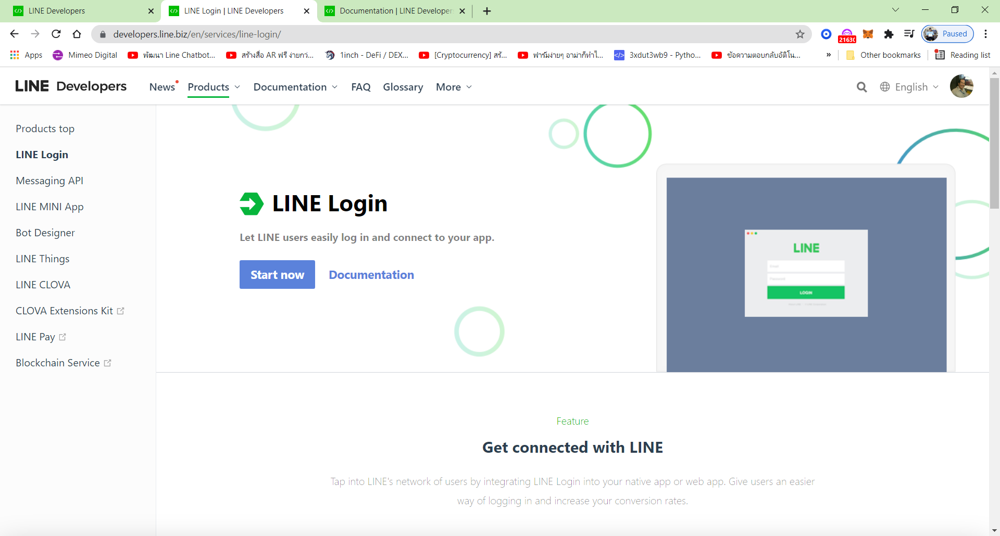 LINE Developers
LINE Login | LINE Developers
Documentation | LINE Developer
developers.line.biz/en/services/line-login/
21630
Paused
Apps
Mimeo Digital
พัฒนา Line Chatbot...
สร้างสื่อ AR ฟรี ง่ายกว่...
1inch - DeFi / DEX...
[Cryptocurrency] สร้...
ฟาร์มง่ายๆ อาม่าก็ทำไ...
3xdut3wb9 - Pytho...
ข้อความตอบกลับอัติโน...
»
Other bookmarks
Reading list
LINE Developers
News
Products
Documentation
FAQ
Glossary
More
English
Products top
LINE Login
Messaging API
LINE MINI App
Bot Designer
LINE Things
LINE CLOVA
CLOVA Extensions Kit
LINE Pay
Blockchain Service
LINE Login
Let LINE users easily log in and connect to your app.
Start now
Documentation
LINE
Email
Password
LOGIN
Feature
Get connected with LINE
Tap into LINE's network of users by integrating LINE Login into your native app or web app. Give users an easier
way of logging in and increase your conversion rates.